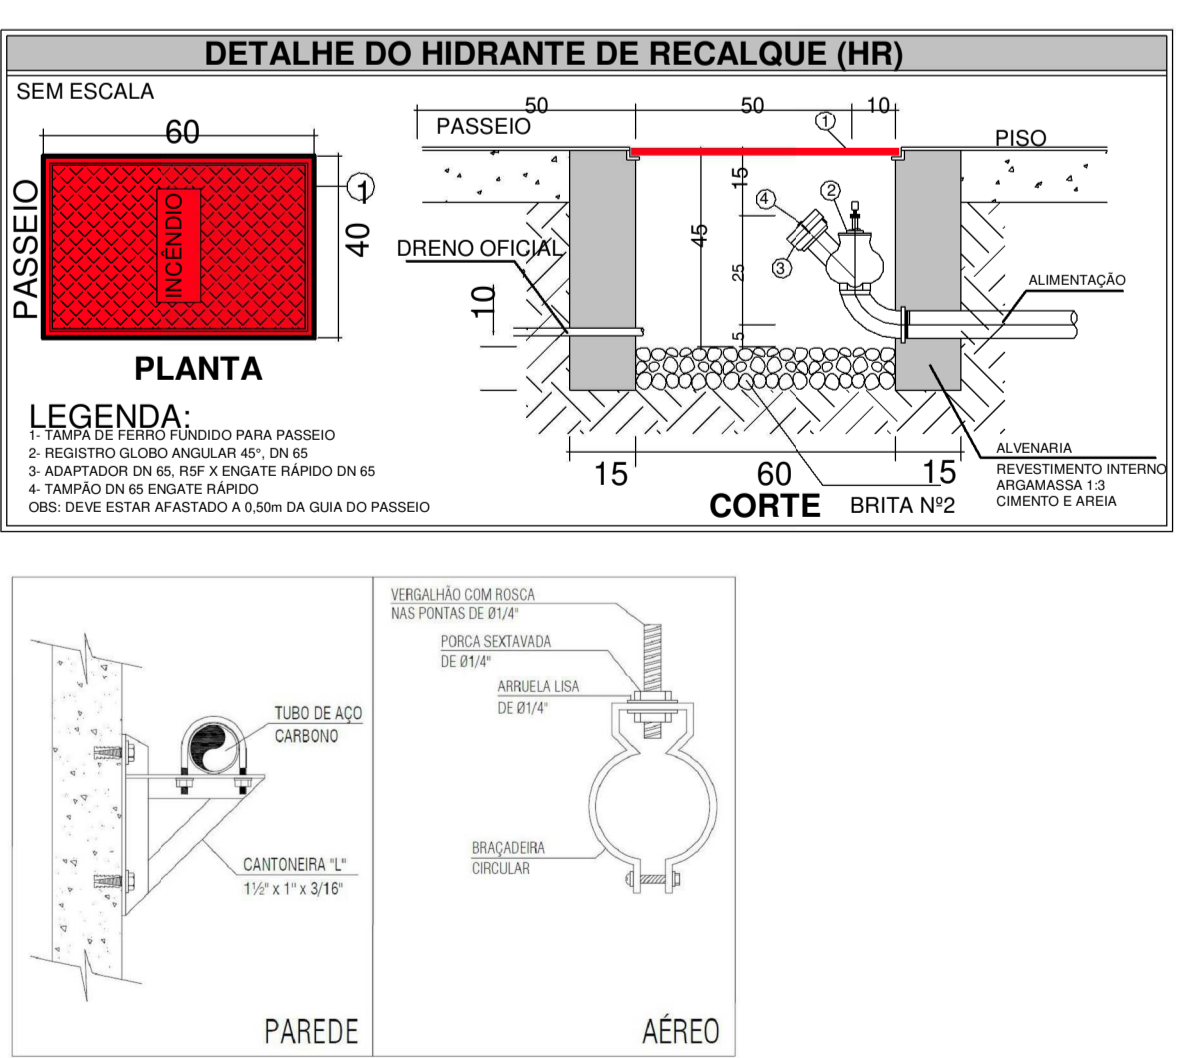 DETALHE DO HIDRANTE DE RECALQUE (HR)
SEM ESCALA
60
PASSEIO
INCÊNDIO
1
40
PLANTA
50
50
10
PASSEIO
1
PISO
15
4
2
45
3
DRENO OFICIAL
25
ALIMENTAÇÃO
10
5
15
60
15
CORTE
BRITA Nº2
ALVENARIA
REVESTIMENTO INTERNO
ARGAMASSA 1:3
CIMENTO E AREIA
LEGENDA:
1- TAMPA DE FERRO FUNDIDO PARA PASSEIO
2- REGISTRO GLOBO ANGULAR 45°, DN 65
3- ADAPTADOR DN 65, R5F X ENGATE RÁPIDO DN 65
4- TAMPÃO DN 65 ENGATE RÁPIDO
OBS: DEVE ESTAR AFASTADO A 0,50m DA GUIA DO PASSEIO
TUBO DE AÇO
CARBONO
CANTONEIRA "L"
1½" x 1" x 3/16"
PAREDE
VERGALHÃO COM ROSCA
NAS PONTAS DE Ø1/4"
PORCA SEXTAVADA
DE Ø1/4"
ARRUELA LISA
DE Ø1/4"
BRAÇADEIRA
CIRCULAR
AÉREO